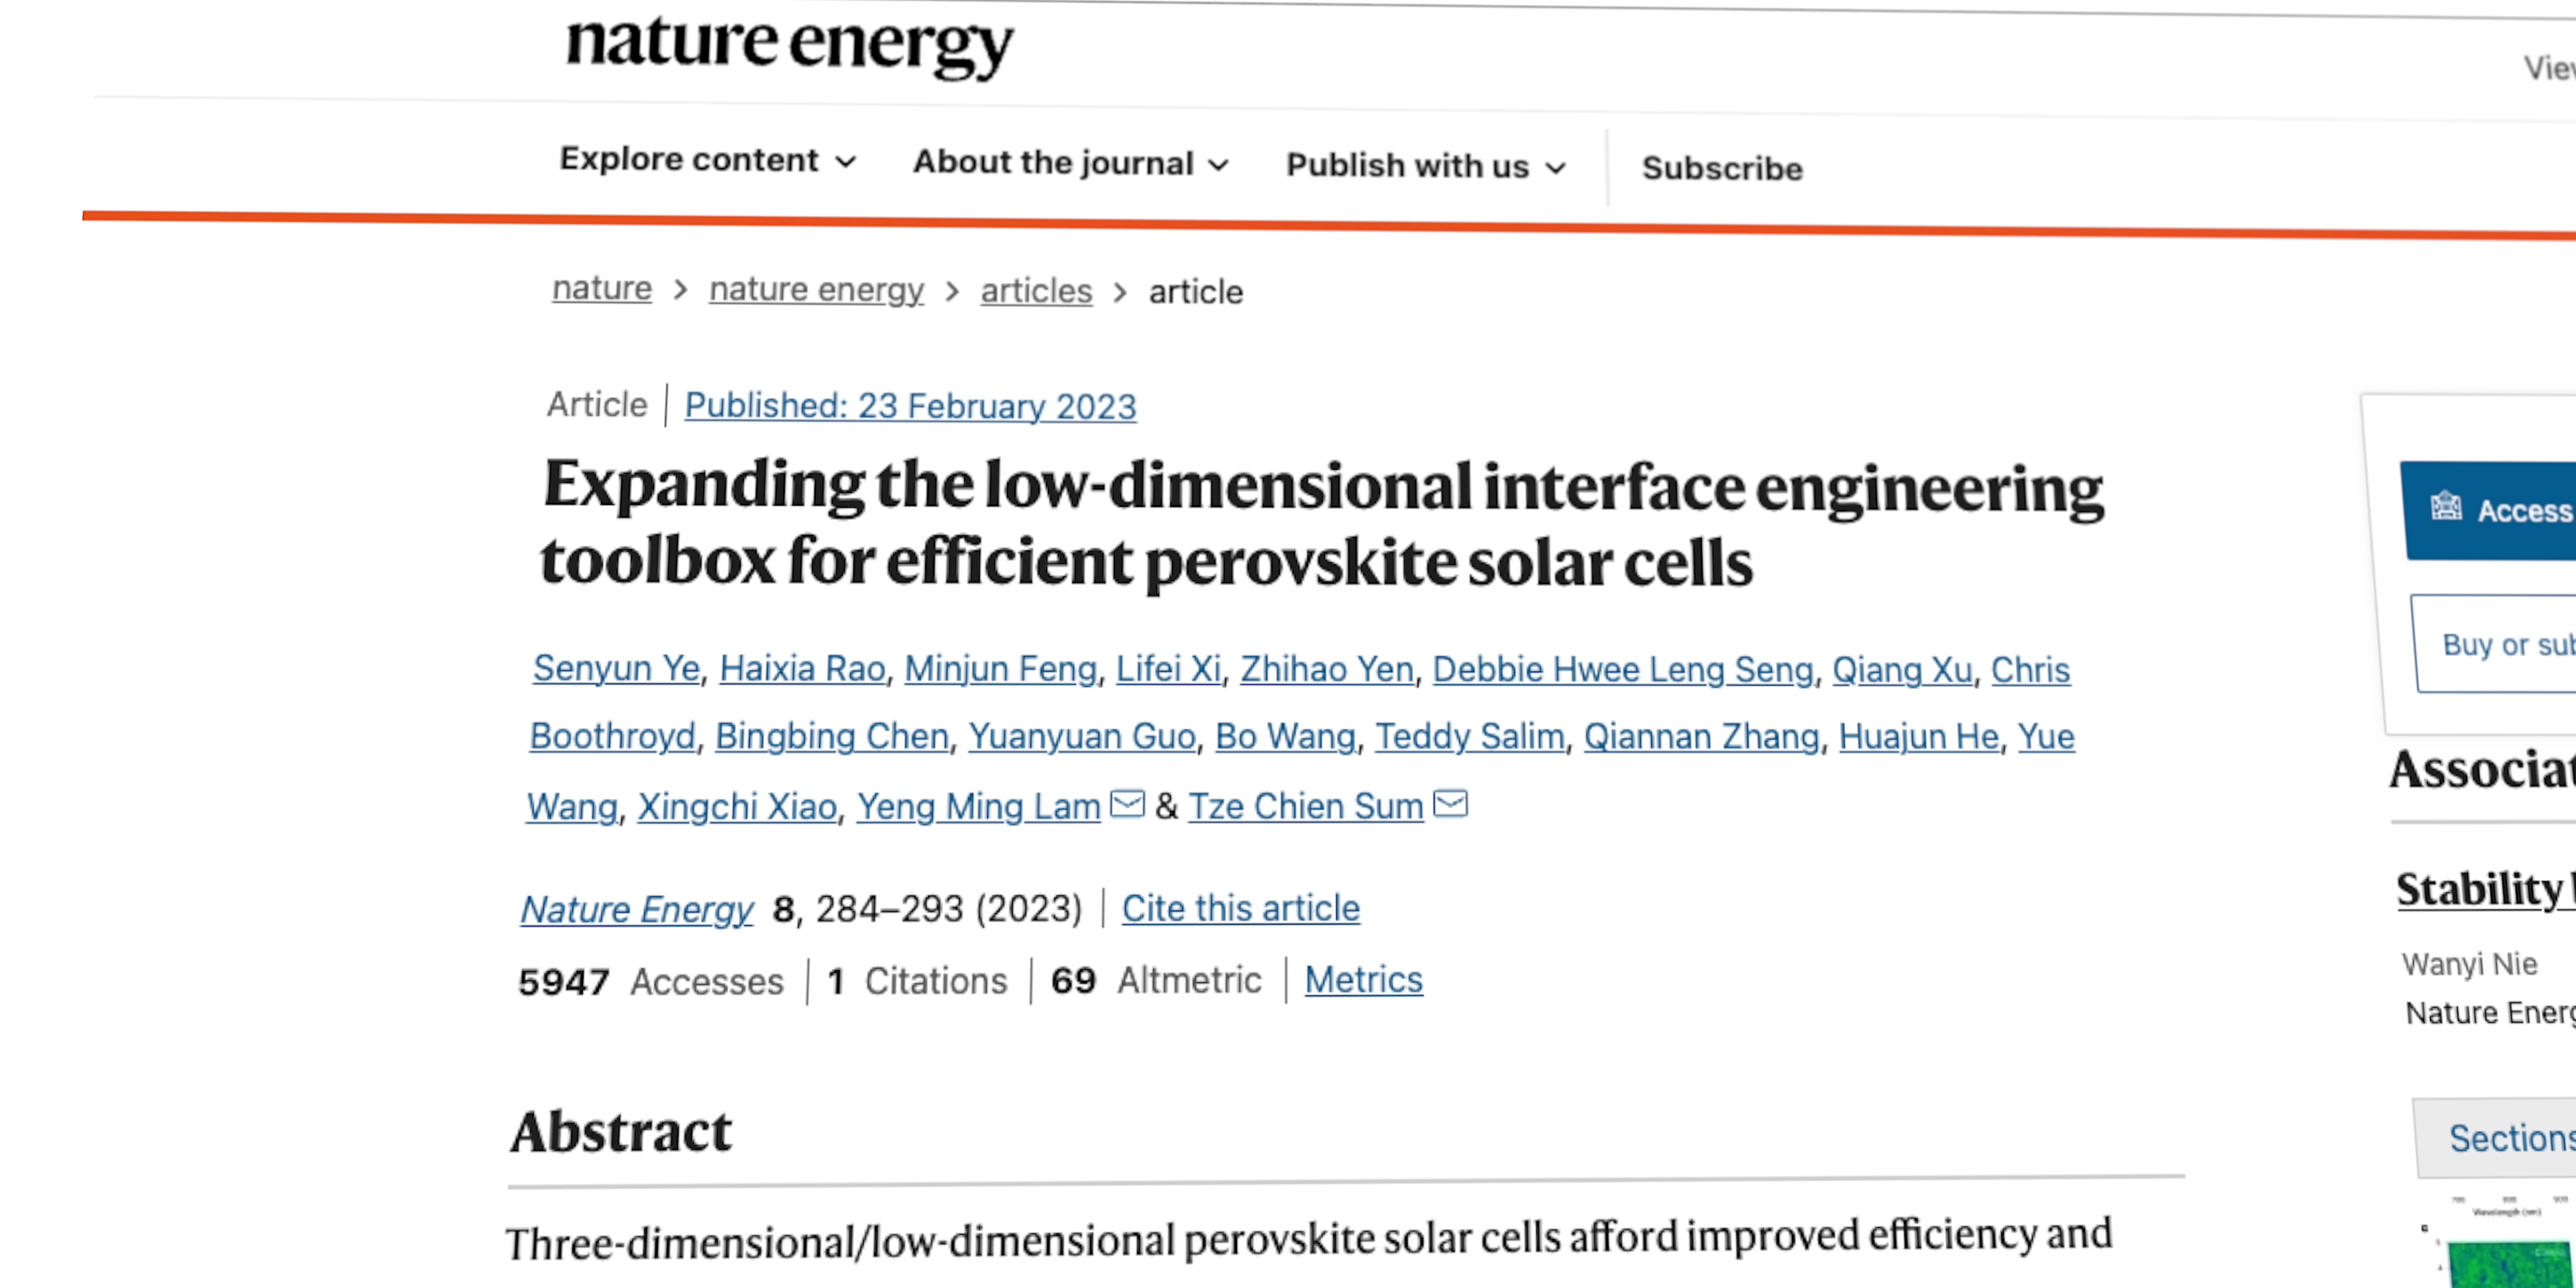 nature energy
View
Explore content
About the journal
Publish with us
Subscribe
nature > nature energy > articles > article
Article | Published: 23 February 2023
Expanding the low-dimensional interface engineering
toolbox for efficient perovskite solar cells
Senyun Ye, Haixia Rao, Minjun Feng, Lifei Xi, Zhihao Yen, Debbie Hwee Leng Seng, Qiang Xu, Chris
Boothroyd, Bingbing Chen, Yuanyuan Guo, Bo Wang, Teddy Salim, Qiannan Zhang, Huajun He, Yue
Wang, Xingchi Xiao, Yeng Ming Lam & Tze Chien Sum
Nature Energy 8, 284–293 (2023) | Cite this article
5947 Accesses | 1 Citations | 69 Altmetric | Metrics
Abstract
Three-dimensional/low-dimensional perovskite solar cells afford improved efficiency and
Access
Buy or sub
Associat
Stability
Wanyi Nie
Nature Energ
Sections
Wavelength (nm)